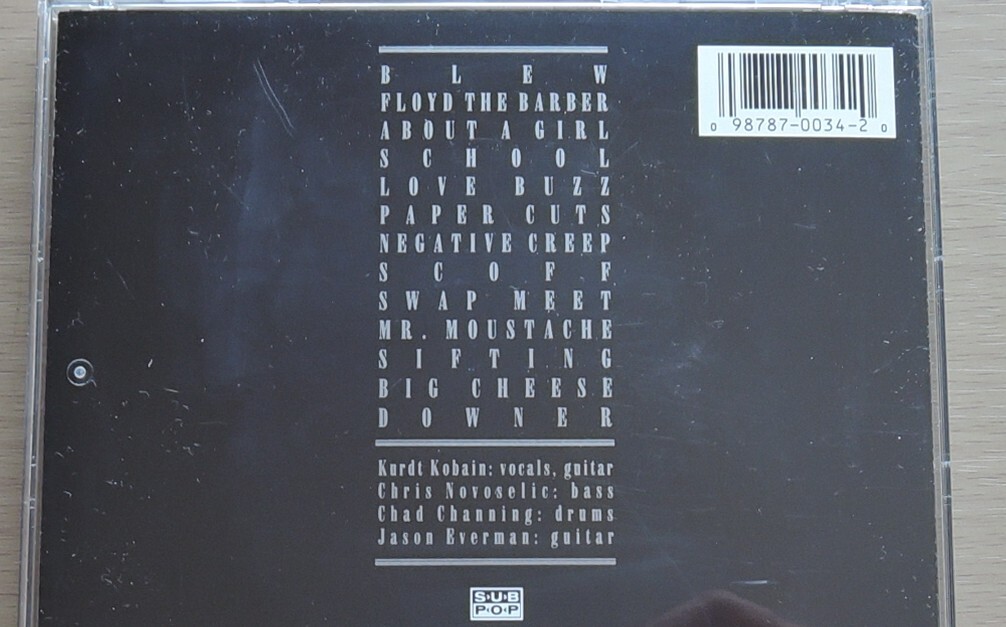 BLEW
FLOYD THE BARBER
ABOUT A GIRL
SCHOOL
LOVE BUZZ
PAPER CUTS
NEGATIVE CREEP
SCOFF
SWAP MEET
MR. MOUSTACHE
SIFTING
BIG CHEESE
DOWNER
Kurdt Kobain: vocals, guitar
Chris Novoselic: bass
Chad Channing: drums
Jason Everman: guitar
SUB
POP
0 98787-0034-2 0